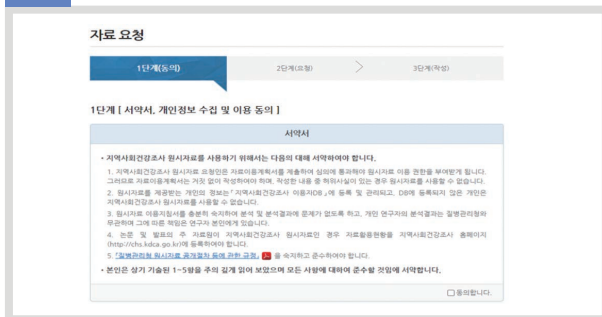 자료 요청
1단계(동의)
2단계(요청)
3단계(작성)
1단계 [ 서약서, 개인정보 수집 및 이용 동의 ]
서약서
• 지역사회건강조사 원시자료를 사용하기 위해서는 다음의 대해 서약하여야 합니다.
1. 지역사회건강조사 원시자료 요청인은 자료이용계획서를 제출하여 심의에 통과하여 원시자료 이용 권한을 부여받게 됩니다.
그러므로 자료이용계획서는 거짓 없이 작성하여야 하며, 작성한 내용 중 허위사실이 있는 경우 원시자료를 사용할 수 없습니다.
2. 원시자료를 제공받는 개인의 정보는「지역사회건강조사 이용자DB」에 등록 및 관리되고, DB에 등록되지 않은 개인은
지역사회건강조사 원시자료를 사용할 수 없습니다.
3. 원시자료 이용지침서를 충분히 숙지하여 분석 및 분석결과에 문제가 없도록 하고, 개인 연구자의 분석결과는 질병관리청와
무관하며 그에 따른 책임은 연구자 본인에게 있습니다.
4. 논문 및 발표의 주 자료원이 지역사회건강조사 원시자료인 경우 자료활용현황을 지역사회건강조사 홈페이지
(http://chs.kdca.go.kr)에 등록하여야 합니다.
5. 「질병관리청 원시자료 공개절차 등에 관한 규정」 을 숙지하고 준수하여야 합니다.
• 본인은 상기 기술된 1~5항을 주의 깊게 읽어 보았으며 모든 사항에 대하여 준수할 것임에 서약합니다.
동의합니다.